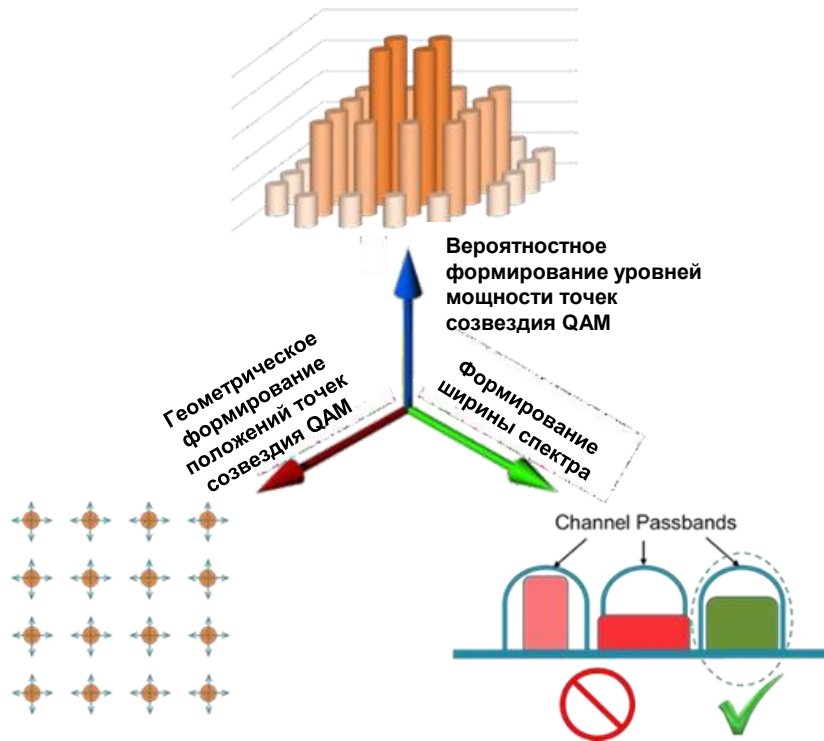 Вероятностное
формирование уровней
мощности точек
созвездия QAM
Геометрическое
формирование
положений точек
созвездия QAM
Формирование
ширины спектра
Channel Passbands